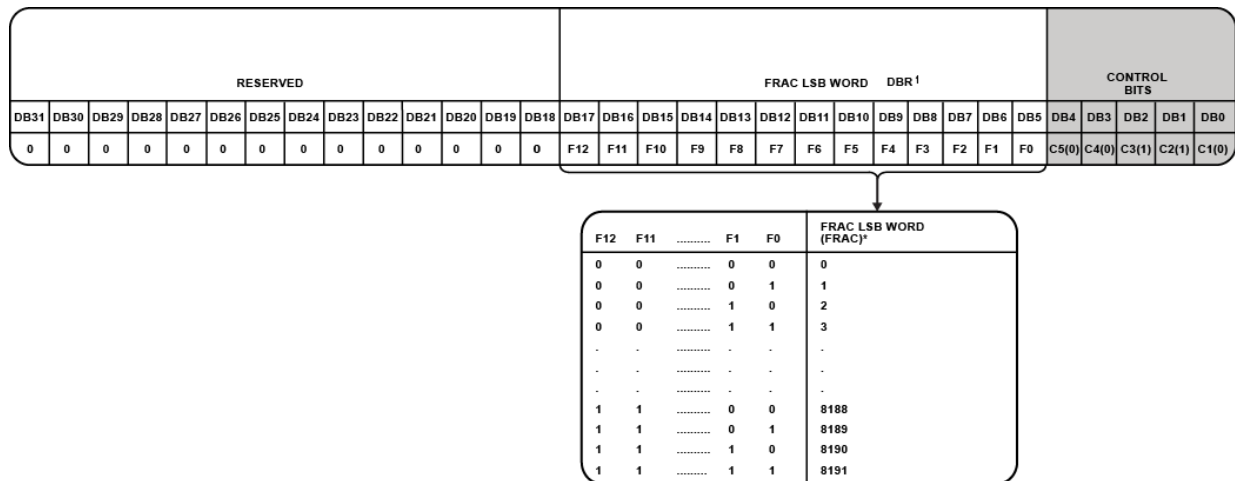 RESERVED FRAC LSB WORD DBR 1 CONTROL
BITS
DB31 DB30 DB29 DB28 DB27 DB26 DB25 DB24 DB23 DB22 DB21 DB20 DB19 DB18 DB17 DB16 DB15 DB14 DB13 DB12 DB11 DB10 DB9 DB8 DB7 DB6 DB5 DB4 DB3 DB2 DB1 DB0
0 0 0 0 0 0 0 0 0 0 0 0 0 0 F12 F11 F10 F9 F8 F7 F6 F5 F4 F3 F2 F1 F0 C5(0) C4(0) C3(1) C2(1) C1(0)
F12 F11 .......... F1 F0 FRAC LSB WORD
(FRAC)*
0 0 .......... 0 0 0
0 0 .......... 0 1 1
0 0 .......... 1 0 2
0 0 .......... 1 1 3
. . .......... . . .
. . .......... . . .
. . .......... . . .
1 1 .......... 0 0 8188
1 1 .......... 0 1 8189
1 1 .......... 1 0 8190
1 1 ......... 1 1 8191